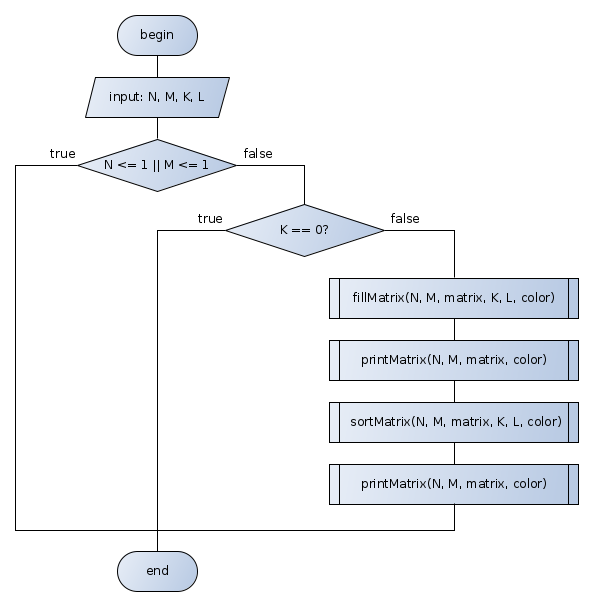 begin
input: N, M, K, L
true
N <= 1 || M <= 1
false
true
K == 0?
false
fillMatrix(N, M, matrix, K, L, color)
printMatrix(N, M, matrix, color)
sortMatrix(N, M, matrix, K, L, color)
printMatrix(N, M, matrix, color)
end